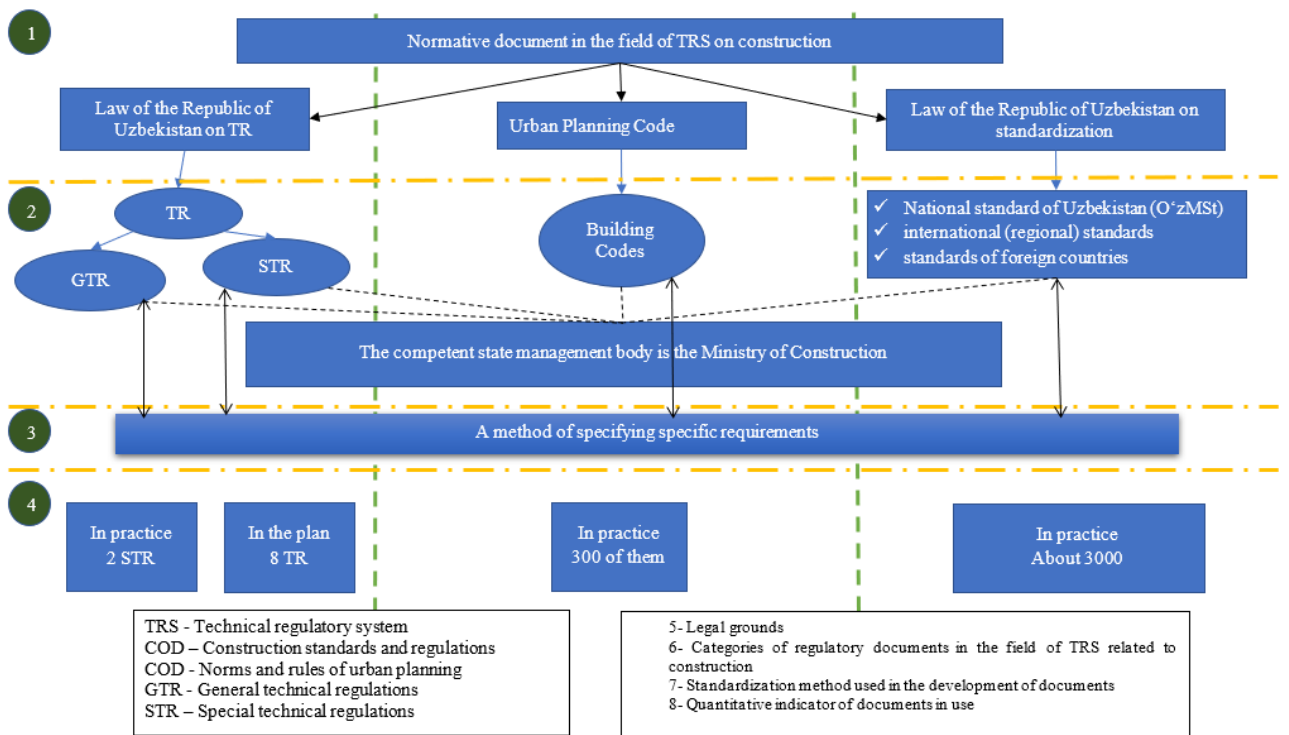 1
Normative document in the field of TRS on construction
Law of the Republic of
Uzbekistan on TR
Urban Planning Code
Law of the Republic of Uzbekistan on
standardization
2
TR
GTR
STR
Building
Codes
✓ National standard of Uzbekistan (O‘zMSt)
✓ international (regional) standards
✓ standards of foreign countries
The competent state management body is the Ministry of Construction
3
A method of specifying specific requirements
4
In practice
2 STR
In the plan
8 TR
In practice
300 of them
In practice
About 3000
TRS - Technical regulatory system
COD – Construction standards and regulations
COD - Norms and rules of urban planning
GTR - General technical regulations
STR – Special technical regulations
5- Legal grounds
6- Categories of regulatory documents in the field of TRS related to
construction
7- Standardization method used in the development of documents
8- Quantitative indicator of documents in use